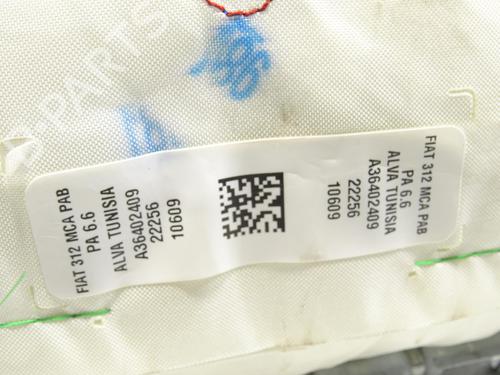 FIAT 312 MCA PAB
PA 6.6
ALVA TUNISIA
A36402409
22256
10609
FIAT 312 MCA PAB
PA 6.6
ALVA TUNISIA
A36402409
22256
10609